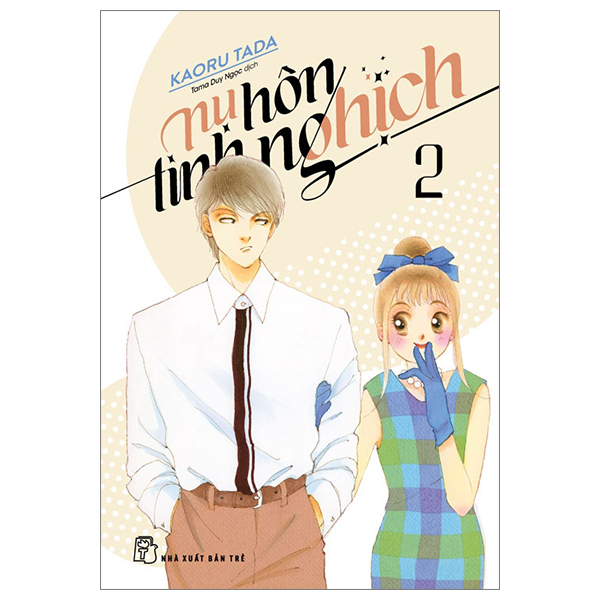 KAORU TADA
Tama Duy Ngọc dịch
nụ hôn
tinh nghịch
2
NHÀ XUẤT BẢN TRẺ